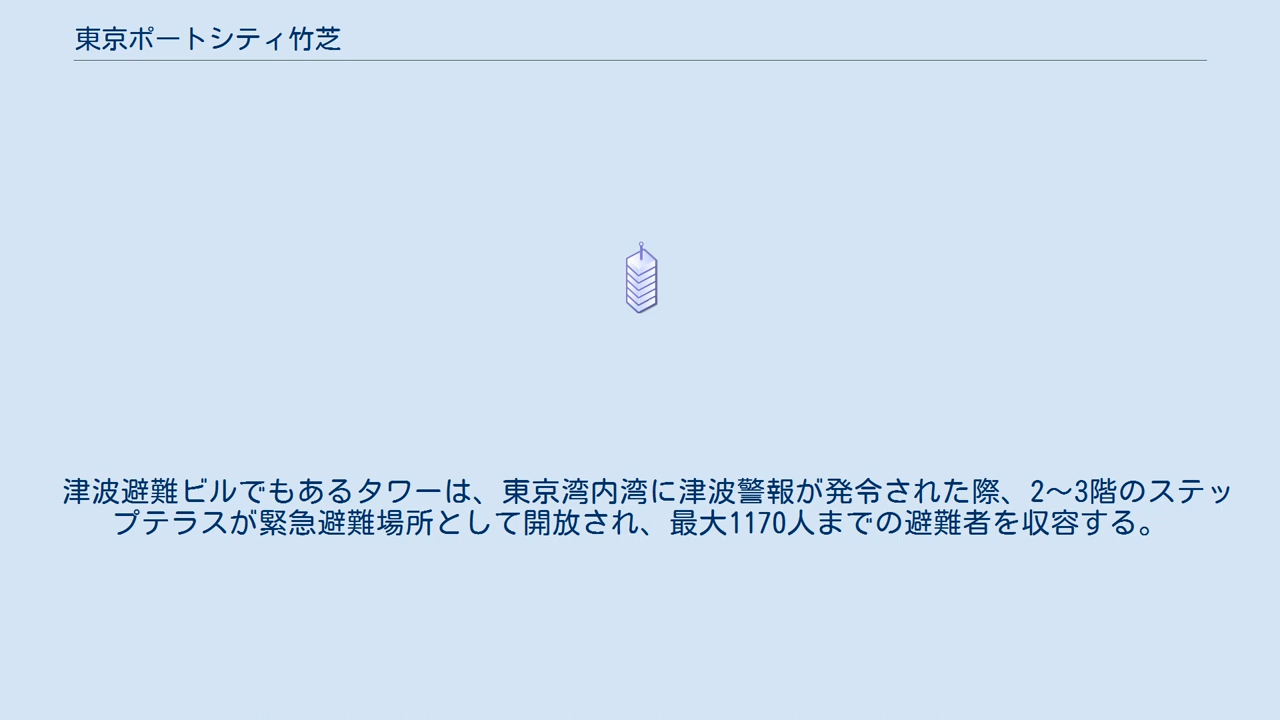 東京ポートシティ竹芝
津波避難ビルでもあるタワーは、東京湾内湾に津波警報が発令された際、2〜3階のステッ
プテラスが緊急避難場所として開放され、最大1170人までの避難者を収容する。